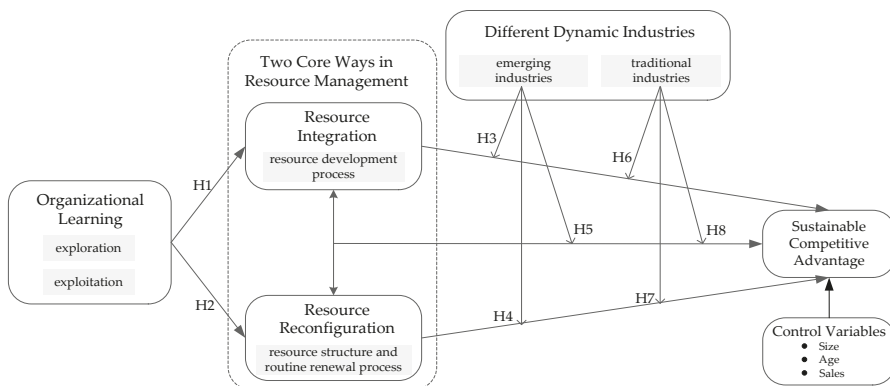 Different Dynamic Industries
emerging
industries
traditional
industries
Two Core Ways in
Resource Management
Resource
Integration
resource development
process
H3
H6
H1
Organizational
Learning
exploration
exploitation
H5
H8
Sustainable
Competitive
Advantage
H2
Resource
Reconfiguration
resource structure and
routine renewal process
H4
H7
Control Variables
● Size
● Age
● Sales